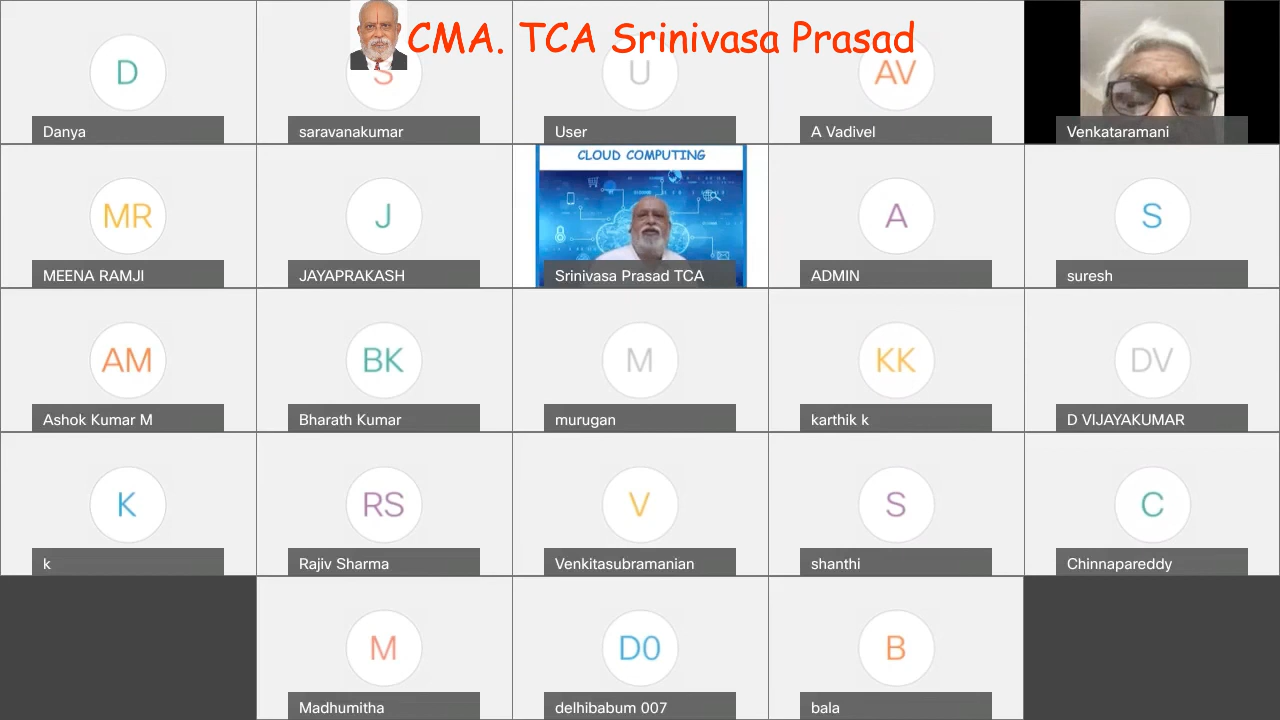 CMA. TCA Srinivasa Prasad
D
S
U
AV
Danya
saravanakumar
User
A Vadivel
Venkataramani
CLOUD COMPUTING
MR
J
A
S
MEENA RAMJI
JAYAPRAKASH
Srinivasa Prasad TCA
ADMIN
suresh
AM
BK
M
KK
DV
Ashok Kumar M
Bharath Kumar
murugan
karthik k
D VIJAYAKUMAR
K
RS
V
S
C
k
Rajiv Sharma
Venkitasubramanian
shanthi
Chinnapareddy
M
D0
B
Madhumitha
delhibabum 007
bala